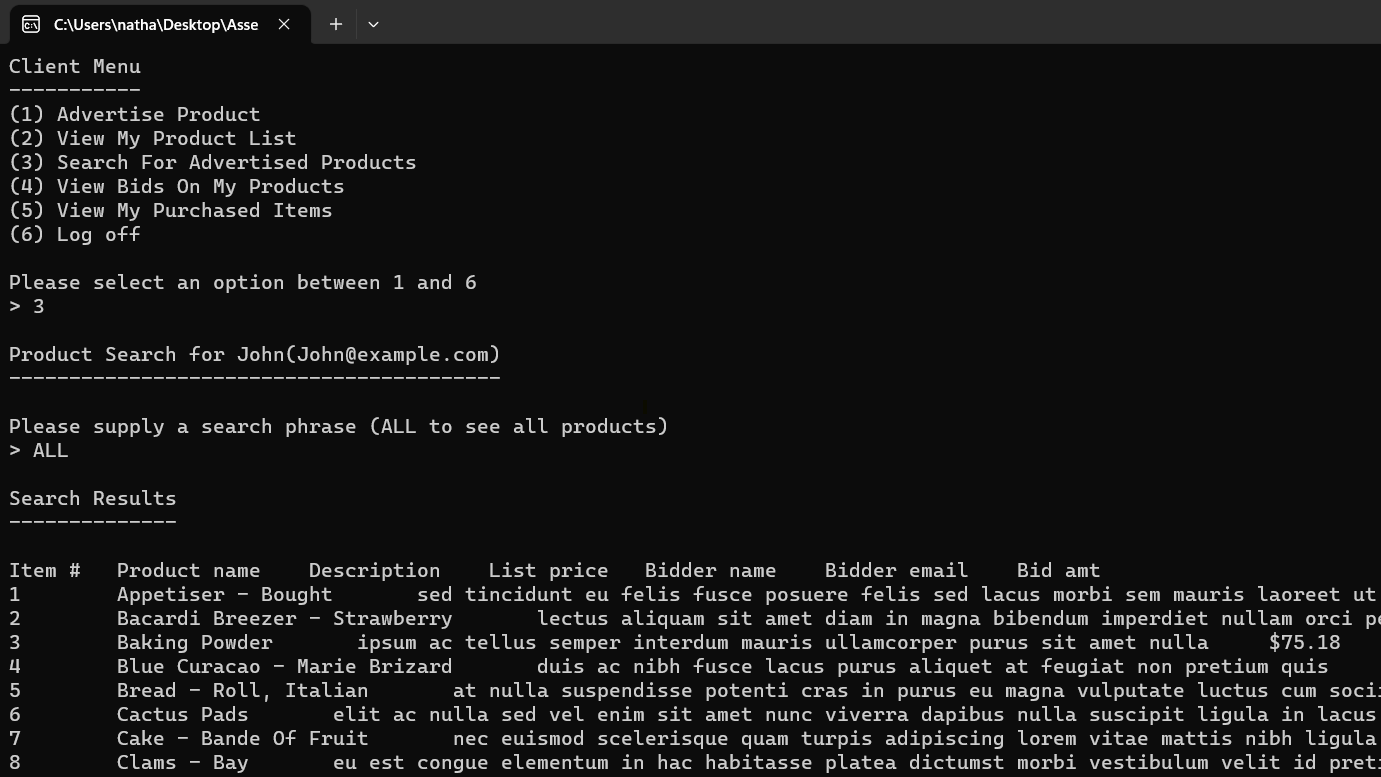 C:\Users\natha\Desktop\Asse
Client Menu
-----------
(1) Advertise Product
(2) View My Product List
(3) Search For Advertised Products
(4) View Bids On My Products
(5) View My Purchased Items
(6) Log off
Please select an option between 1 and 6
> 3
Product Search for John(John@example.com)
-----------------------------------------
Please supply a search phrase (ALL to see all products)
> ALL
Search Results
--------------
Item # Product name Description List price Bidder name Bidder email Bid amt
1 Appetiser - Bought sed tincidunt eu felis fusce posuere felis sed lacus morbi sem mauris laoreet ut
2 Bacardi Breezer - Strawberry lectus aliquam sit amet diam in magna bibendum imperdiet nullam orci pe
3 Baking Powder ipsum ac tellus semper interdum mauris ullamcorper purus sit amet nulla $75.18
4 Blue Curacao - Marie Brizard duis ac nibh fusce lacus purus aliquet at feugiat non pretium quis
5 Bread - Roll, Italian at nulla suspendisse potenti cras in purus eu magna vulputate luctus cum socii
6 Cactus Pads elit ac nulla sed vel enim sit amet nunc viverra dapibus nulla suscipit ligula in lacus
7 Cake - Bande Of Fruit nec euismod scelerisque quam turpis adipiscing lorem vitae mattis nibh ligula
8 Clams - Bay eu est congue elementum in hac habitasse platea dictumst morbi vestibulum velit id preti